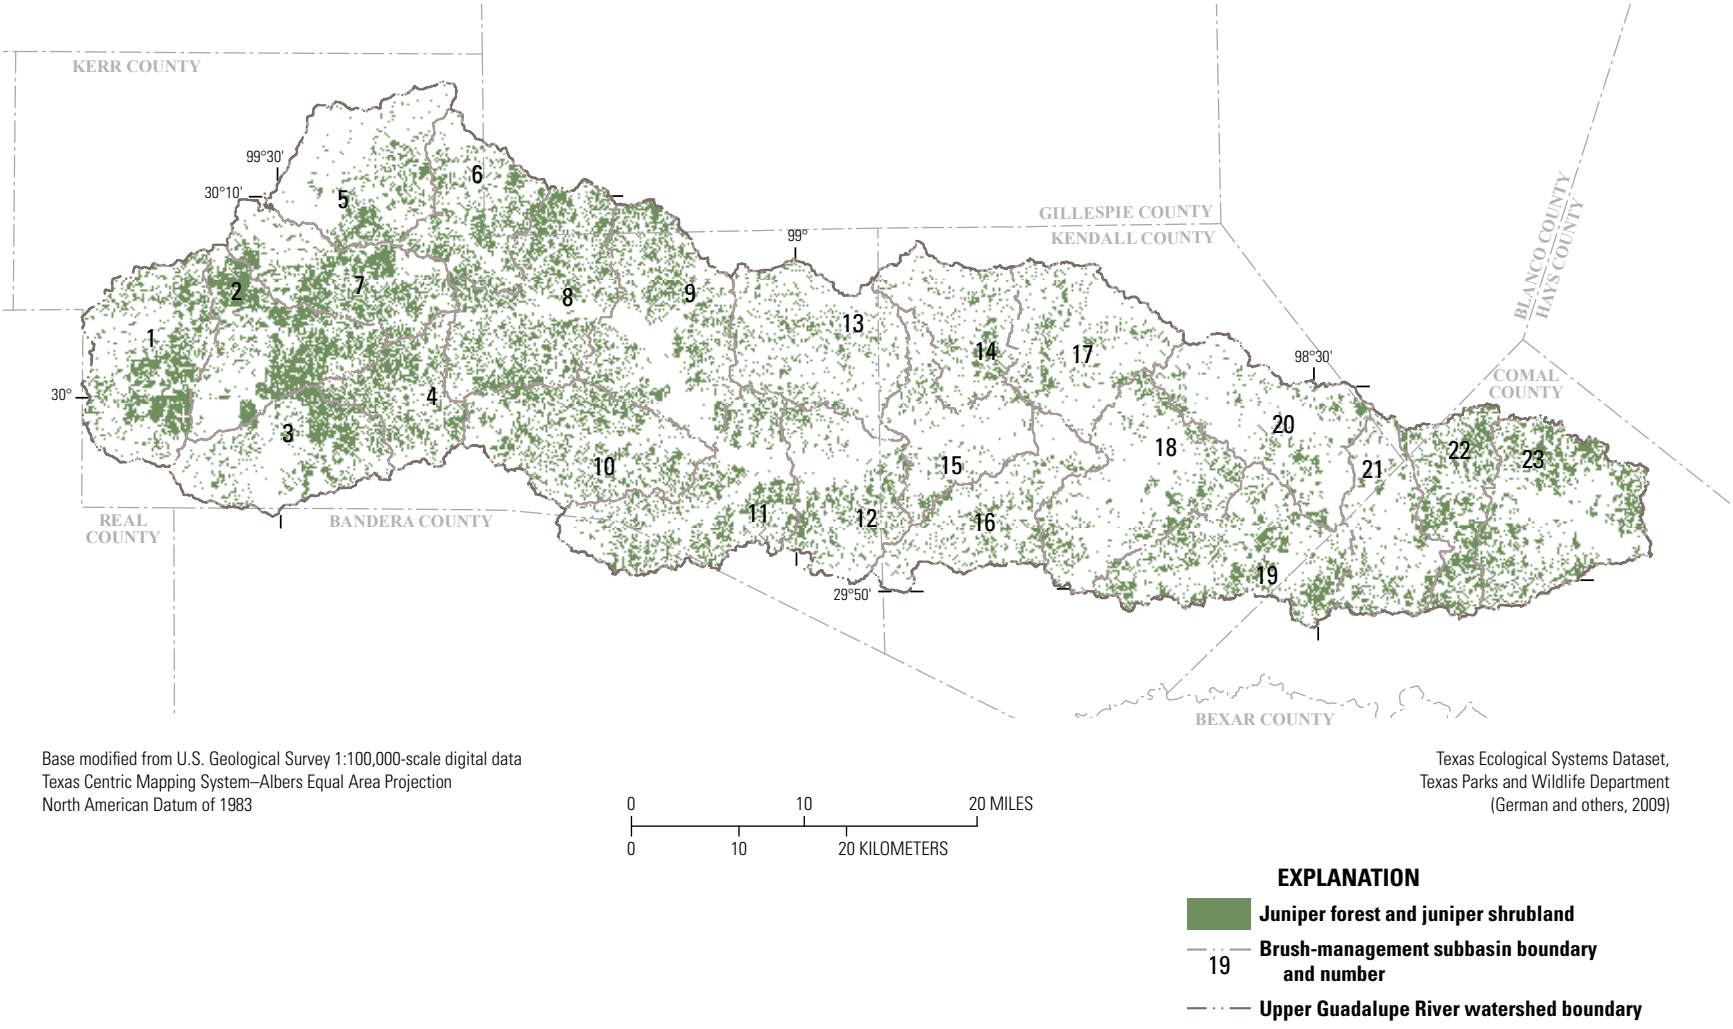 KERR COUNTY
99°30'
30°10'
6
5
GILLESPIE COUNTY
KENDALL COUNTY
99°
BLANCO COUNTY
HAYS COUNTY
7
2
8
9
1
13
14
17
98°30'
30°
4
COMAL
COUNTY
3
20
18
22
23
10
15
21
11
12
16
REAL
COUNTY
BANDERA COUNTY
19
29°50'
BEXAR COUNTY
Base modified from U.S. Geological Survey 1:100,000-scale digital data
Texas Centric Mapping System–Albers Equal Area Projection
North American Datum of 1983
Texas Ecological Systems Dataset,
Texas Parks and Wildlife Department
(German and others, 2009)
0 10 20 MILES
0 10 20 KILOMETERS
EXPLANATION
Juniper forest and juniper shrubland
Brush-management subbasin boundary
19 and number
Upper Guadalupe River watershed boundary